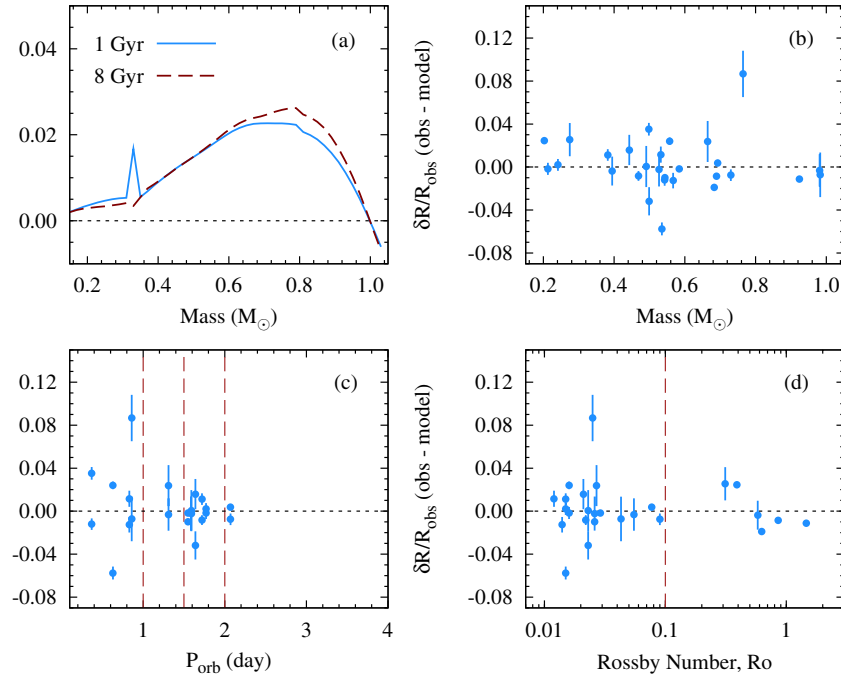 (a)
1 Gyr
8 Gyr
0.04
0.02
0.00
0.2 0.4 0.6 0.8 1.0
Mass (M☉)
(b)
δR/R_obs (obs - model)
0.12
0.08
0.04
0.00
-0.04
-0.08
0.2 0.4 0.6 0.8 1.0
Mass (M☉)
(c)
0.12
0.08
0.04
0.00
-0.04
-0.08
1 2 3 4
P_orb (day)
(d)
δR/R_obs (obs - model)
0.12
0.08
0.04
0.00
-0.04
-0.08
0.01 0.1 1
Rossby Number, Ro